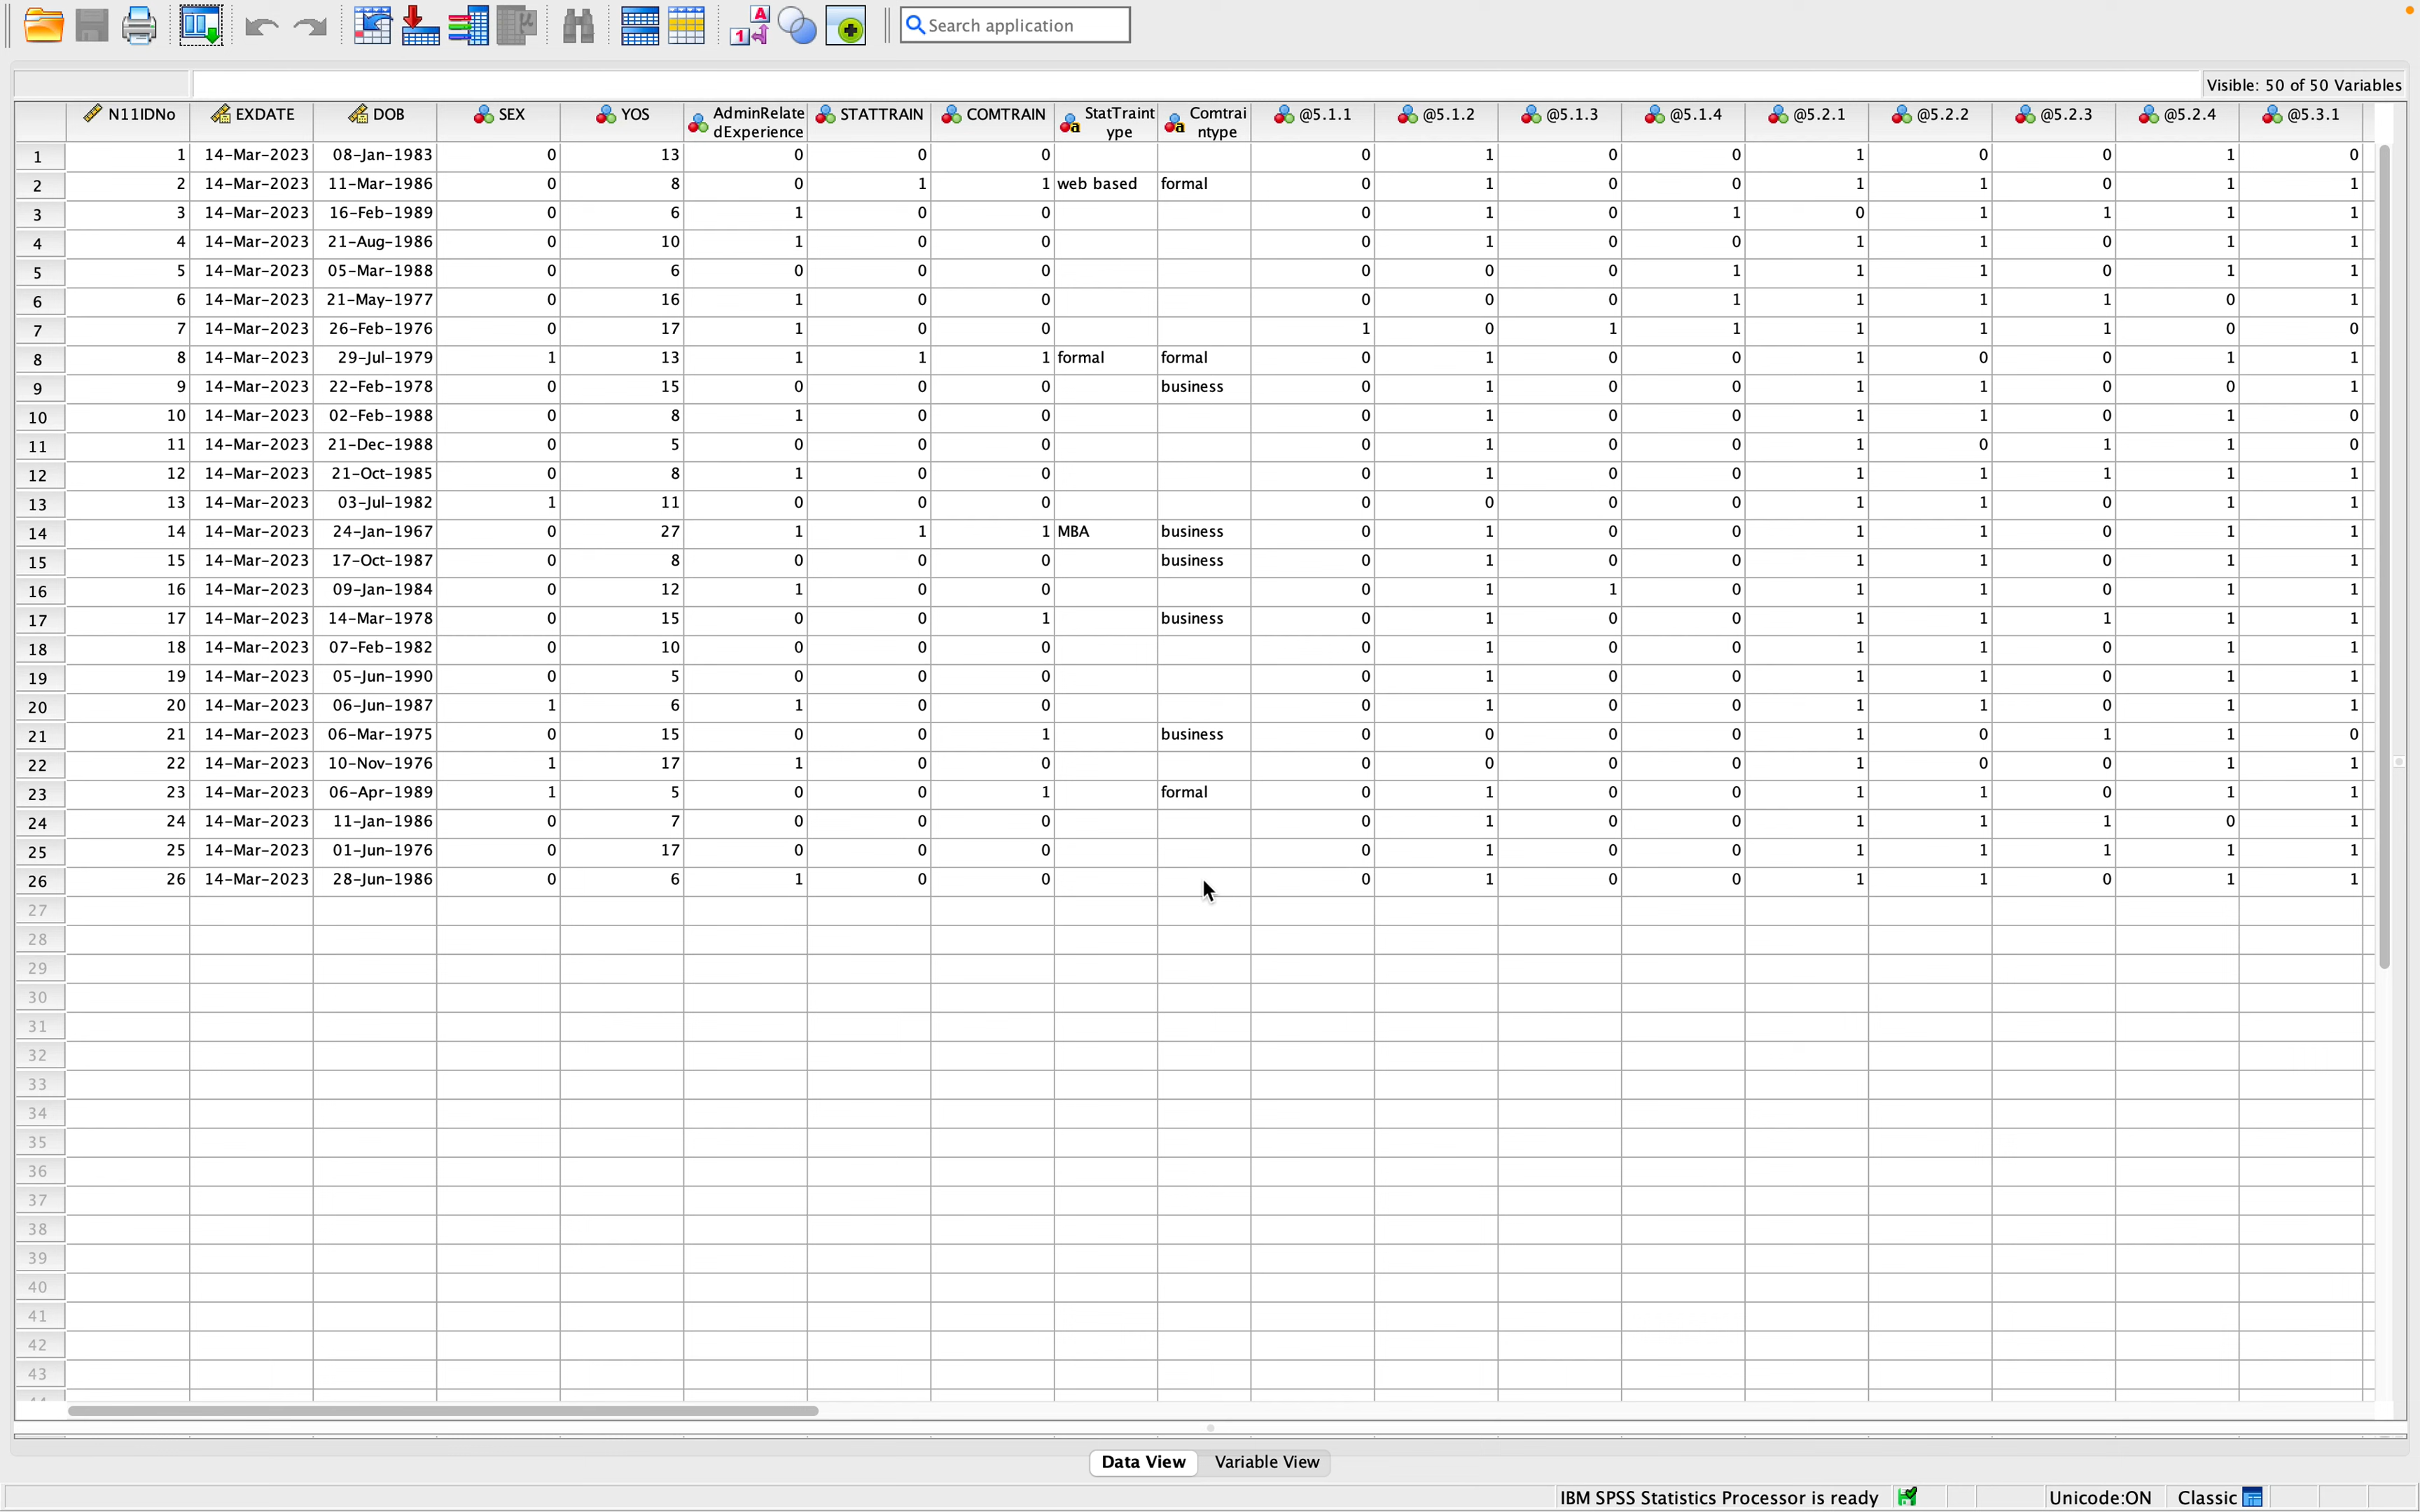 Search application
Visible: 50 of 50 Variables
N11IDNo EXDATE DOB SEX YOS AdminRelatedExperience STATTRAIN COMTRAIN StatTraintype Comtraintype @5.1.1 @5.1.2 @5.1.3 @5.1.4 @5.2.1 @5.2.2 @5.2.3 @5.2.4 @5.3.1
1 1 14-Mar-2023 08-Jan-1983 0 13 0 0 0 0 1 0 0 1 0 0 1 0
2 2 14-Mar-2023 11-Mar-1986 0 8 0 1 1 web based formal 0 1 0 0 1 1 0 1 1
3 3 14-Mar-2023 16-Feb-1989 0 6 1 0 0 0 1 0 1 0 1 1 1 1
4 4 14-Mar-2023 21-Aug-1986 0 10 1 0 0 0 1 0 0 1 1 0 1 1
5 5 14-Mar-2023 05-Mar-1988 0 6 0 0 0 0 0 0 1 1 1 0 1 1
6 6 14-Mar-2023 21-May-1977 0 16 1 0 0 0 0 0 1 1 1 1 0 1
7 7 14-Mar-2023 26-Feb-1976 0 17 1 0 0 1 0 1 1 1 1 1 0 0
8 8 14-Mar-2023 29-Jul-1979 1 13 1 1 1 formal formal 0 1 0 0 1 0 0 1 1
9 9 14-Mar-2023 22-Feb-1978 0 15 0 0 0 business 0 1 0 0 1 1 0 0 1
10 10 14-Mar-2023 02-Feb-1988 0 8 1 0 0 0 1 0 0 1 1 0 1 0
11 11 14-Mar-2023 21-Dec-1988 0 5 0 0 0 0 1 0 0 1 0 1 1 0
12 12 14-Mar-2023 21-Oct-1985 0 8 1 0 0 0 1 0 0 1 1 1 1 1
13 13 14-Mar-2023 03-Jul-1982 1 11 0 0 0 0 0 0 0 1 1 0 1 1
14 14 14-Mar-2023 24-Jan-1967 0 27 1 1 1 MBA business 0 1 0 0 1 1 0 1 1
15 15 14-Mar-2023 17-Oct-1987 0 8 0 0 0 business 0 1 0 0 1 1 0 1 1
16 16 14-Mar-2023 09-Jan-1984 0 12 1 0 0 0 1 1 0 1 1 0 1 1
17 17 14-Mar-2023 14-Mar-1978 0 15 0 0 1 business 0 1 0 0 1 1 1 1 1
18 18 14-Mar-2023 07-Feb-1982 0 10 0 0 0 0 1 0 0 1 1 0 1 1
19 19 14-Mar-2023 05-Jun-1990 0 5 0 0 0 0 1 0 0 1 1 0 1 1
20 20 14-Mar-2023 06-Jun-1987 1 6 1 0 0 0 1 0 0 1 1 0 1 1
21 21 14-Mar-2023 06-Mar-1975 0 15 0 0 1 business 0 0 0 0 1 0 1 1 0
22 22 14-Mar-2023 10-Nov-1976 1 17 1 0 0 0 0 0 0 1 0 0 1 1
23 23 14-Mar-2023 06-Apr-1989 1 5 0 0 1 formal 0 1 0 0 1 1 0 1 1
24 24 14-Mar-2023 11-Jan-1986 0 7 0 0 0 0 1 0 0 1 1 1 0 1
25 25 14-Mar-2023 01-Jun-1976 0 17 0 0 0 0 1 0 0 1 1 1 1 1
26 26 14-Mar-2023 28-Jun-1986 0 6 1 0 0 0 1 0 0 1 1 0 1 1
27
28
29
30
31
32
33
34
35
36
37
38
39
40
41
42
43
Data View Variable View
IBM SPSS Statistics Processor is ready Unicode:ON Classic